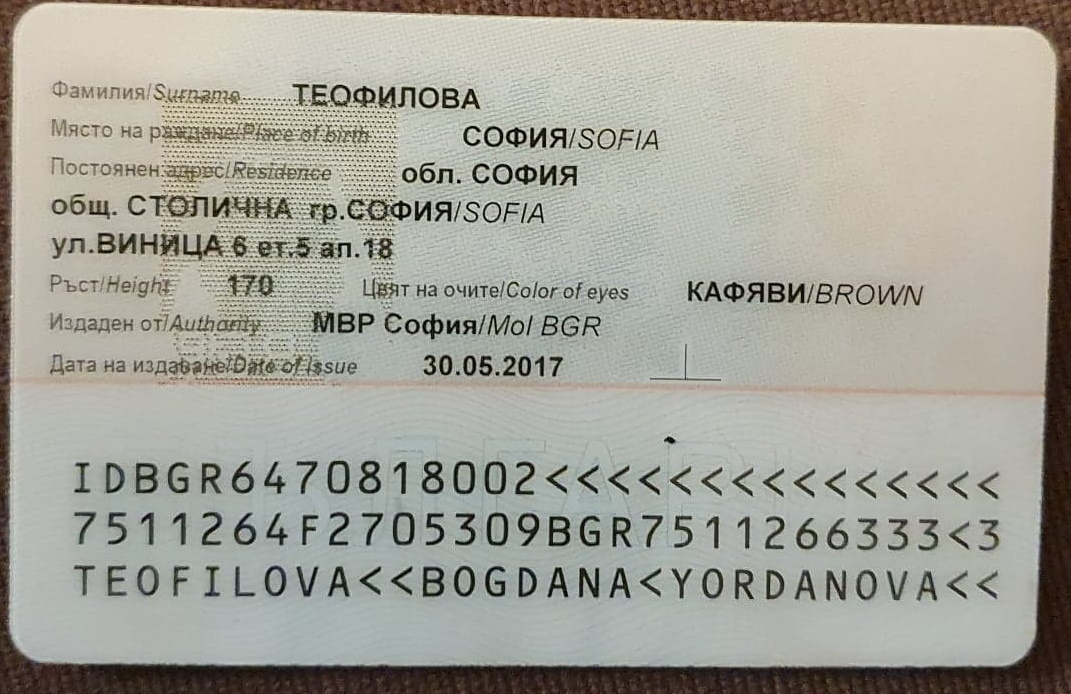 Фамилия/Surname ТЕОФИЛОВА
Място на раждане/Place of birth СОФИЯ/SOFIA
Постоянен адрес/Residence обл. СОФИЯ
общ. СТОЛИЧНА гр.СОФИЯ/SOFIA
ул.ВИНИЦА 6 ет.5 ап.18
Ръст/Height 170 Цвят на очите/Color of eyes КАФЯВИ/BROWN
Издаден от/Authority МВР София/MoI BGR
Дата на издаване/Date of issue 30.05.2017
IDBGR6470818002<<<<<<<<<<<<<<<
7511264F2705309BGR7511266333<3
TEOFILOVA<<BOGDANA<YORDANOVA<<